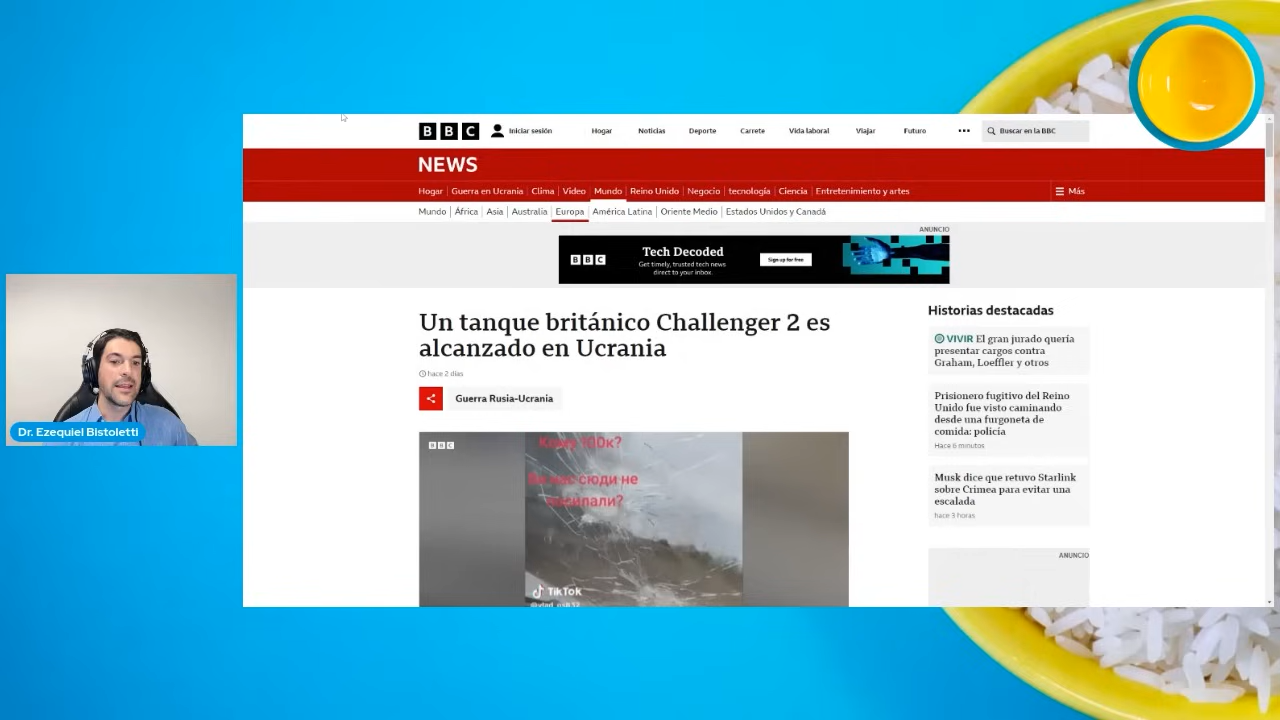 BBC
Iniciar sesión
Hogar
Noticias
Deporte
Carrete
Vida laboral
Viajar
Futuro
Buscar en la BBC
NEWS
Hogar
Guerra en Ucrania
Clima
Video
Mundo
Reino Unido
Negocio
tecnología
Ciencia
Entretenimiento y artes
Más
Mundo
África
Asia
Australia
Europa
América Latina
Oriente Medio
Estados Unidos y Canadá
ANUNCIO
BBC
Tech Decoded
Get timely, trusted tech news
direct to your inbox.
Sign up for free
Un tanque británico Challenger 2 es
alcanzado en Ucrania
hace 2 días
Guerra Rusia-Ucrania
BBC
100к?
сюди не
TikTok
Historias destacadas
VIVIR El gran jurado quería
presentar cargos contra
Graham, Loeffler y otros
Prisionero fugitivo del Reino
Unido fue visto caminando
desde una furgoneta de
comida: policía
Hace 6 minutos
Musk dice que retuvo Starlink
sobre Crimea para evitar una
escalada
hace 3 horas
ANUNCIO
Dr. Ezequiel Bistoletti